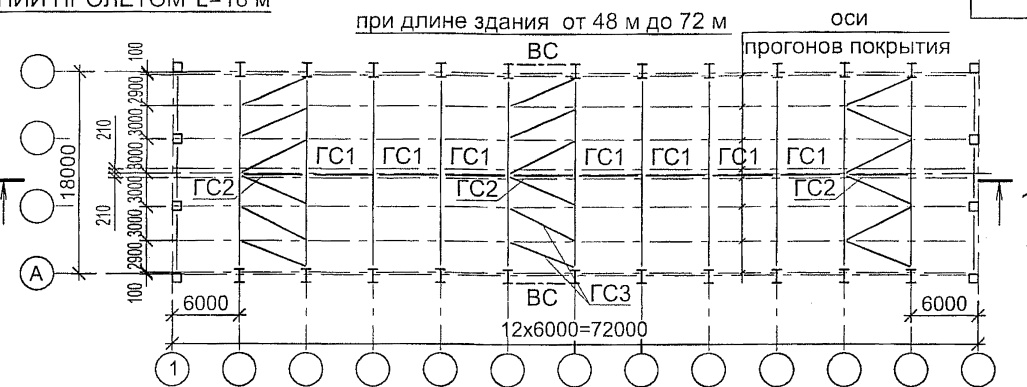 ПРОЛЕТОМ L=18 м
при длине здания от 48 м до 72 м
оси
прогонов покрытия
ВС
100
2900
3000
3000
3000
3000
2900
100
210
210
18000
ГС1 ГС1 ГС1 ГС1 ГС1 ГС1 ГС1
ГС2 ГС2 ГС2
А
ВС
ГС3
6000
6000
12х6000=72000
1